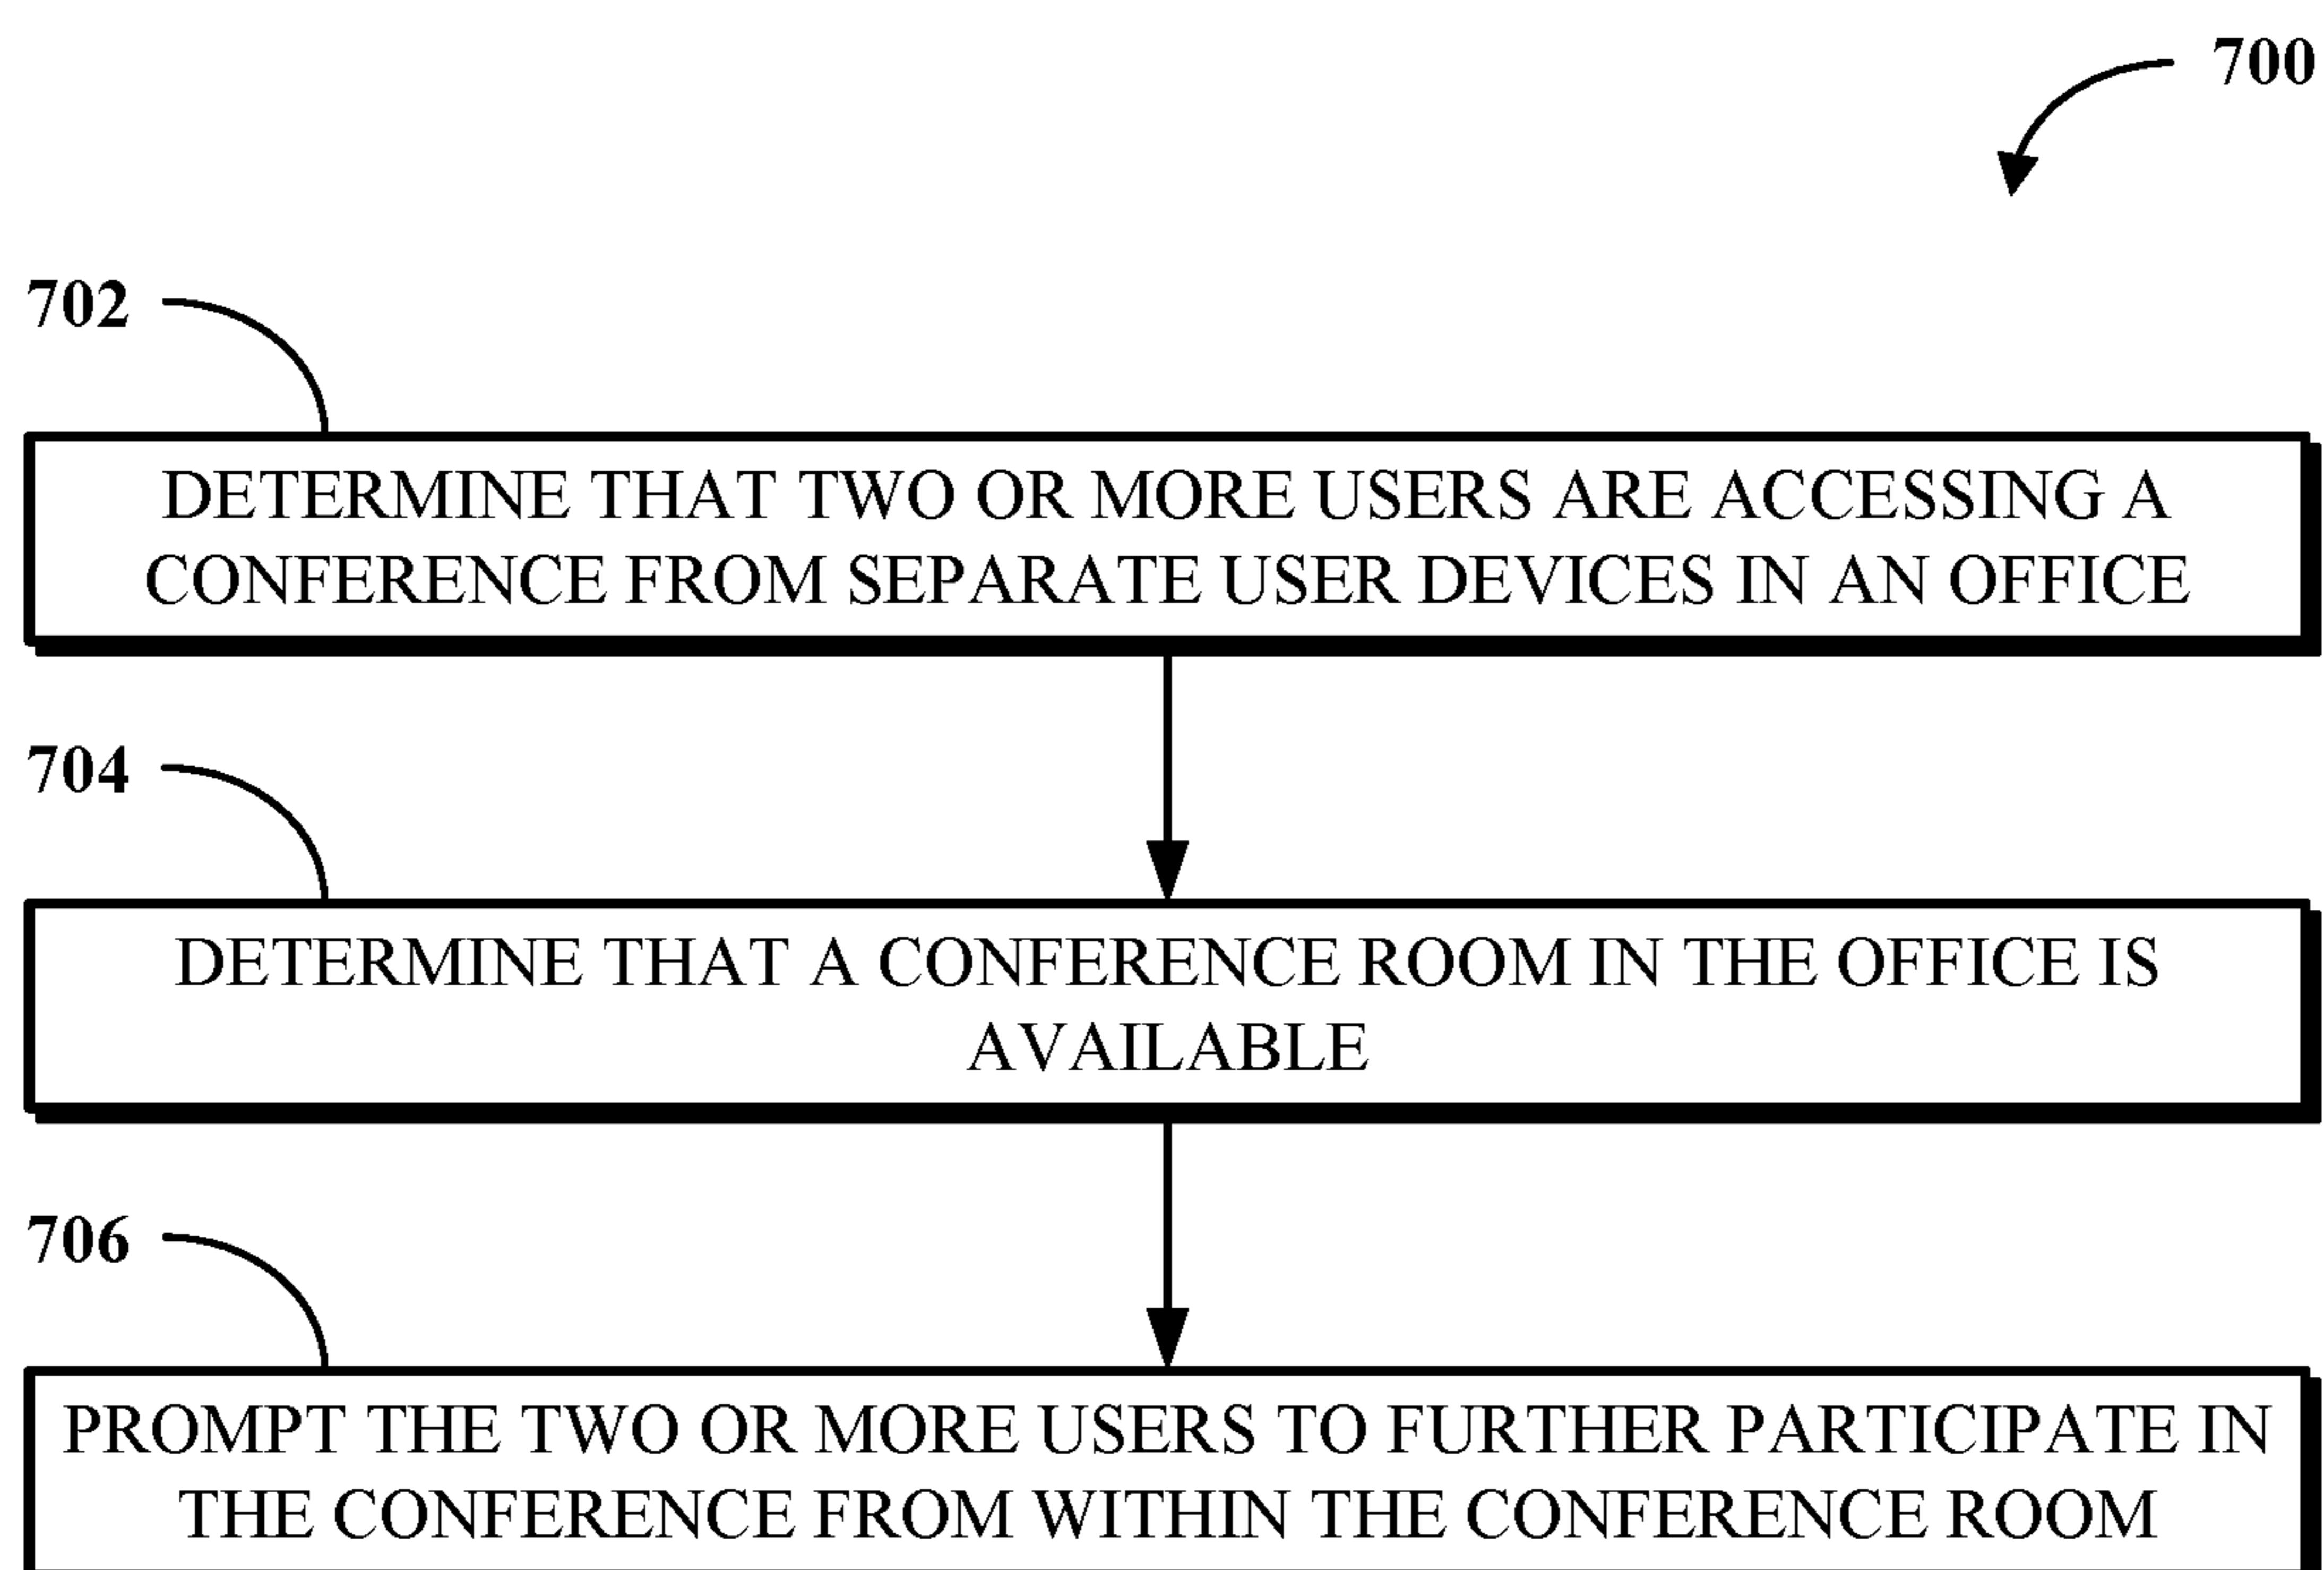 700
702
DETERMINE THAT TWO OR MORE USERS ARE ACCESSING A
CONFERENCE FROM SEPARATE USER DEVICES IN AN OFFICE
704
DETERMINE THAT A CONFERENCE ROOM IN THE OFFICE IS
AVAILABLE
706
PROMPT THE TWO OR MORE USERS TO FURTHER PARTICIPATE IN
THE CONFERENCE FROM WITHIN THE CONFERENCE ROOM